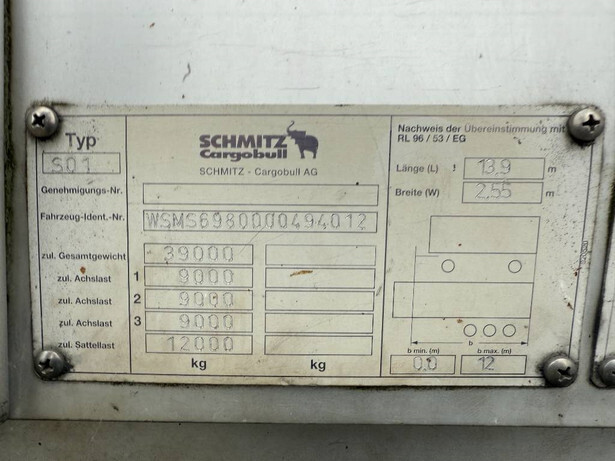 Typ
S01
SCHMITZ
Cargobull
SCHMITZ - Cargobull AG
Nachweis der Übereinstimmung mit
RL 96 / 53 / EG
Länge (L) 13,9 m
Breite (W) 2,55 m
Genehmigungs-Nr.
Fahrzeug-Ident.-Nr. WSMS6980000494012
zul. Gesamtgewicht 39000
zul. Achslast 1 9000
zul. Achslast 2 9000
zul. Achslast 3 9000
zul. Sattellast 12000
kg kg
b
b min. (m) b max. (m)
0.0 12